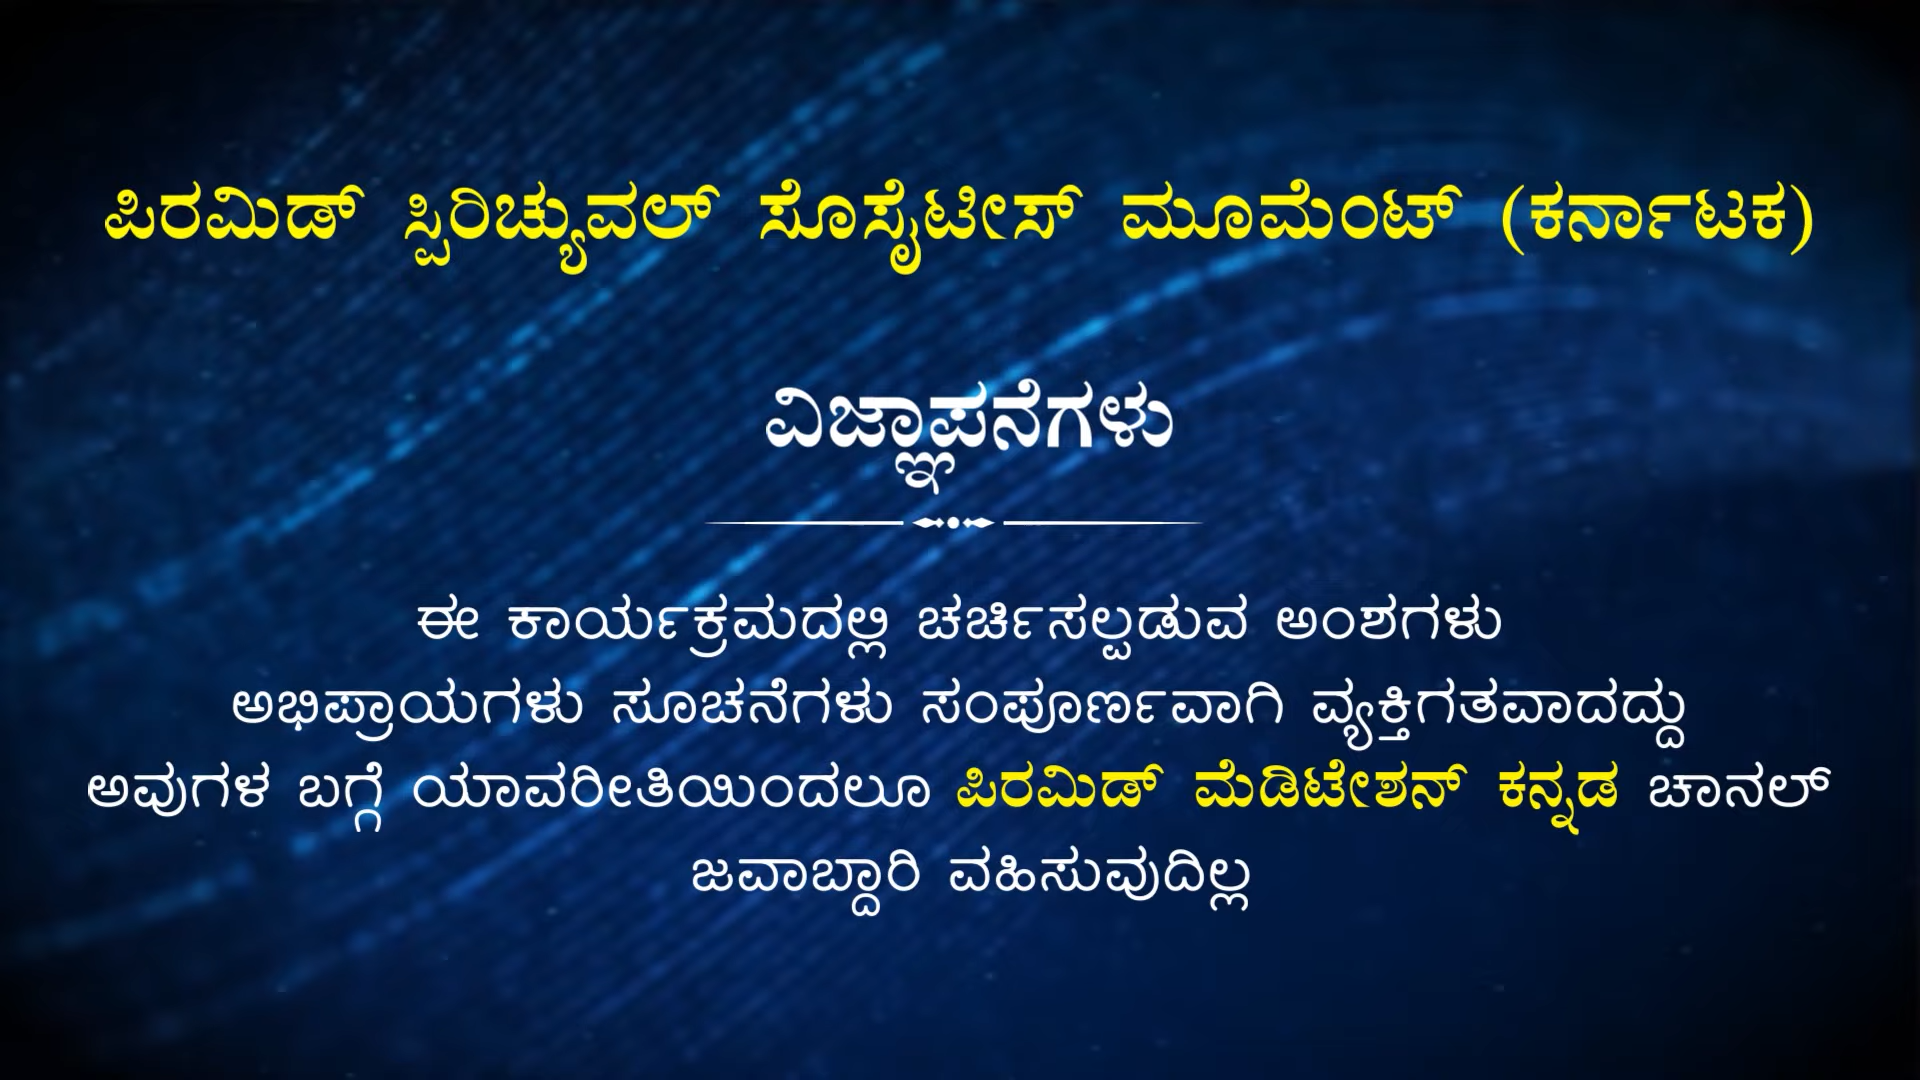 ಪಿರಮಿಡ್ ಸ್ಪಿರಿಚ್ಯುವಲ್ ಸೊಸೈಟೀಸ್ ಮೂಮೆಂಟ್ (ಕರ್ನಾಟಕ)
ವಿಜ್ಞಾಪನೆಗಳು
ಈ ಕಾರ್ಯಕ್ರಮದಲ್ಲಿ ಚರ್ಚಿಸಲ್ಪಡುವ ಅಂಶಗಳು
ಅಭಿಪ್ರಾಯಗಳು ಸೂಚನೆಗಳು ಸಂಪೂರ್ಣವಾಗಿ ವ್ಯಕ್ತಿಗತವಾದದ್ದು
ಅವುಗಳ ಬಗ್ಗೆ ಯಾವರೀತಿಯಿಂದಲೂ ಪಿರಮಿಡ್ ಮೆಡಿಟೇಶನ್ ಕನ್ನಡ ಚಾನಲ್
ಜವಾಬ್ದಾರಿ ವಹಿಸುವುದಿಲ್ಲ